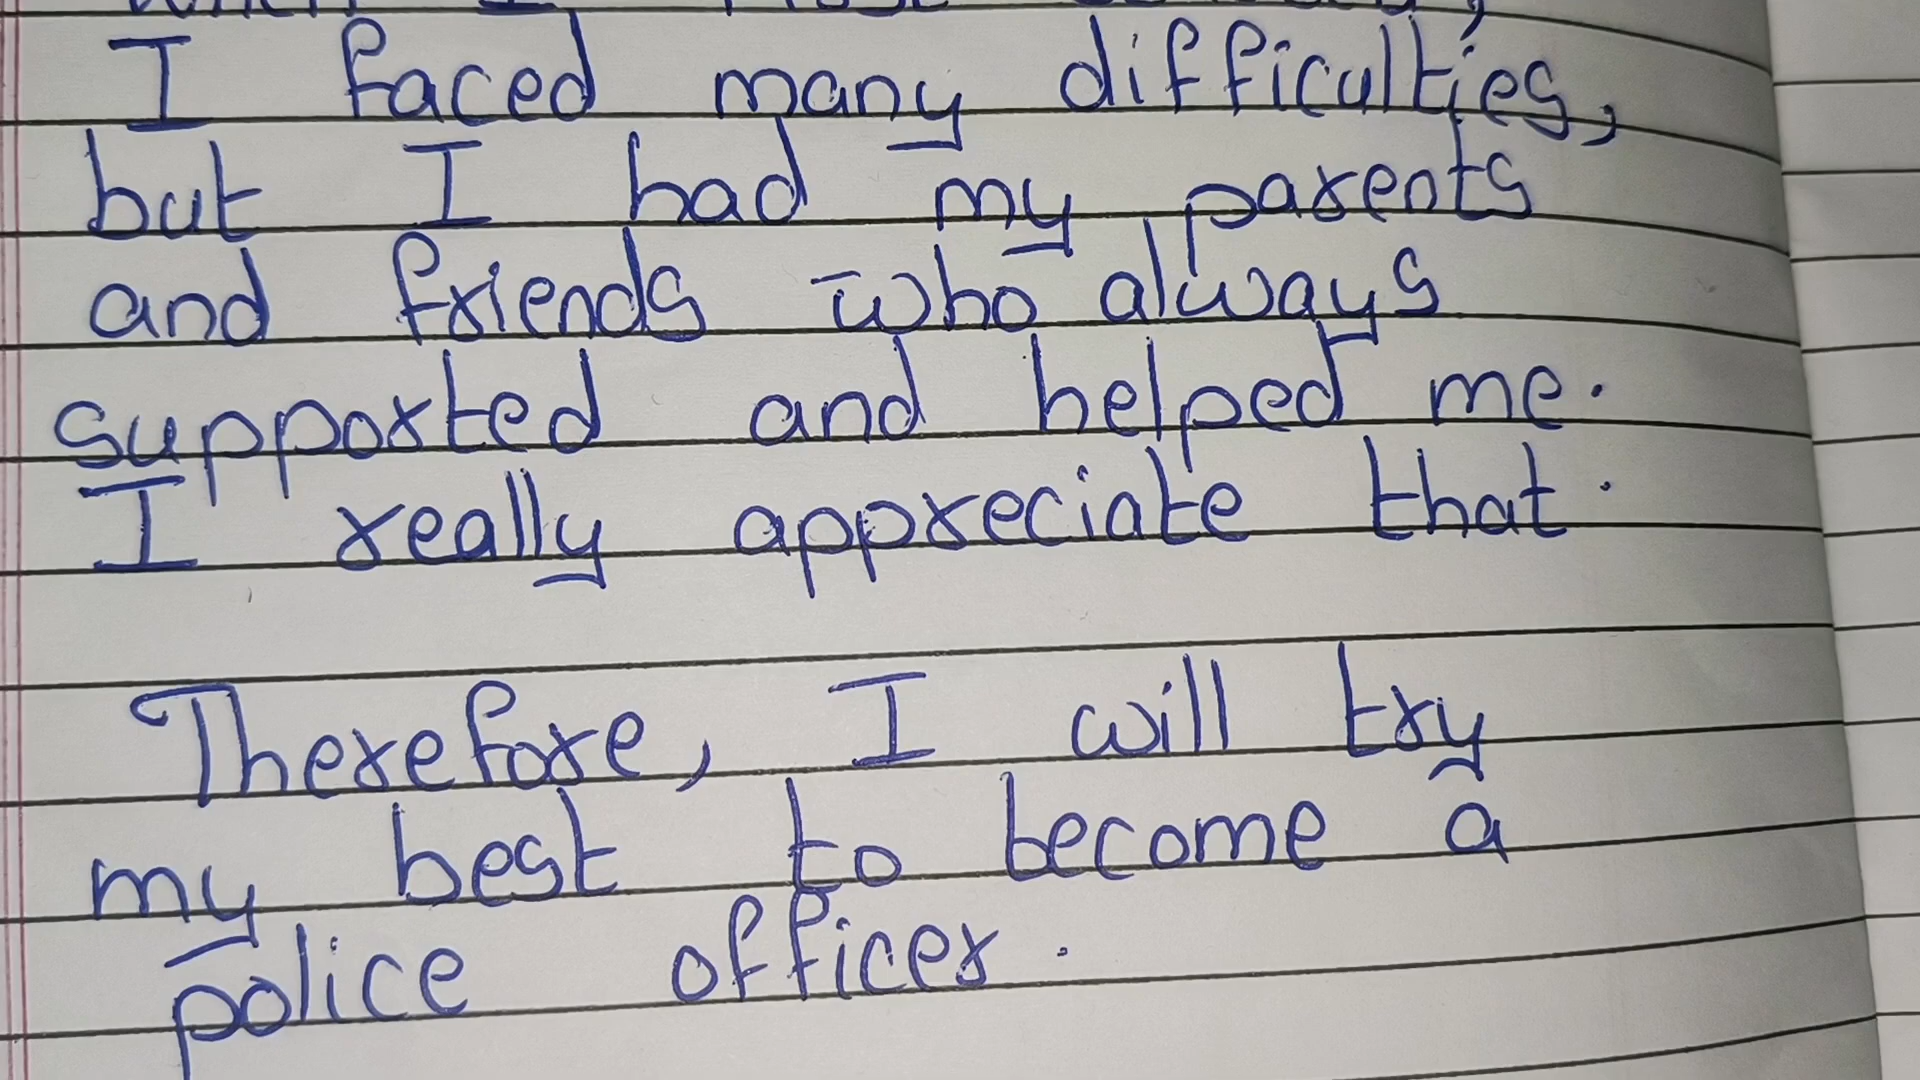 I faced many difficulties,
but I had my parents
and friends who always
supported and helped me.
I really appreciate that.
Therefore, I will try
my best to become a
police officer.